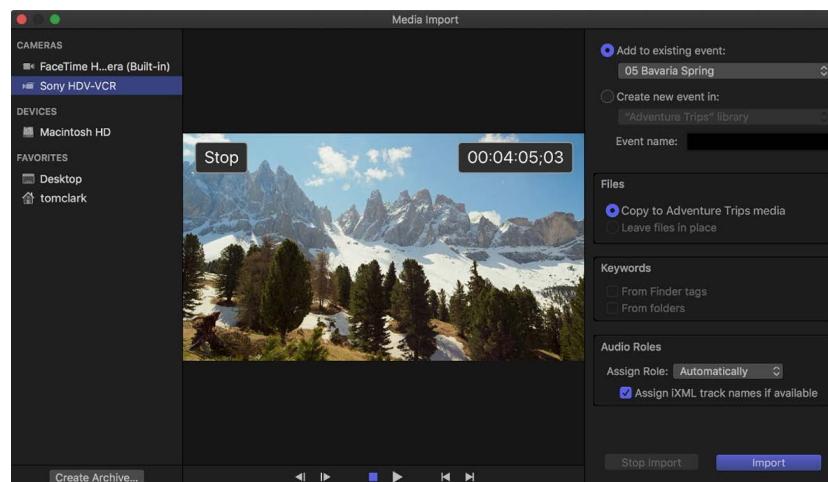 Media Import
CAMERAS
FaceTime H...era (Built-in)
Sony HDV-VCR
DEVICES
Macintosh HD
FAVORITES
Desktop
tomclark
Create Archive...
Stop
00:04:05;03
Add to existing event:
05 Bavaria Spring
Create new event in:
"Adventure Trips" library
Event name:
Files
Copy to Adventure Trips media
Leave files in place
Keywords
From Finder tags
From folders
Audio Roles
Assign Role: Automatically
Assign iXML track names if available
Stop Import
Import